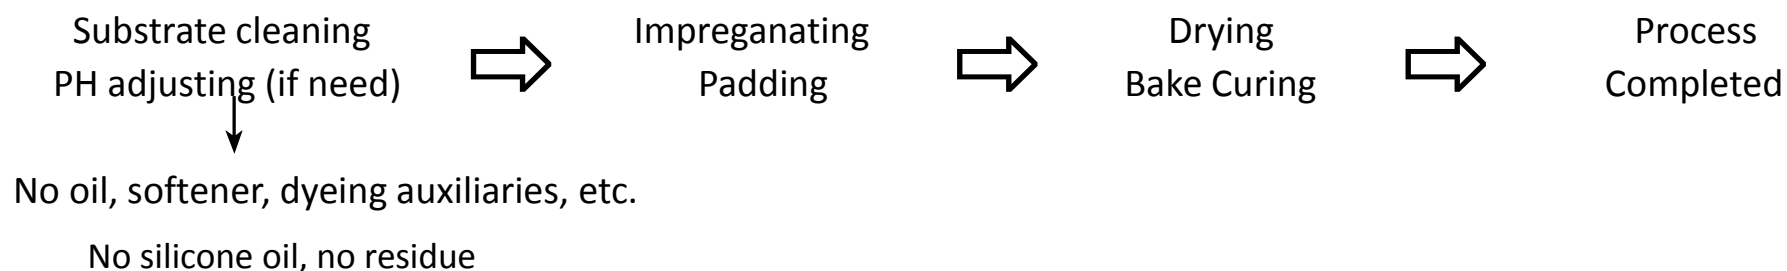 Substrate cleaning
PH adjusting (if need)
Impreganating
Padding
Drying
Bake Curing
Process
Completed
No oil, softener, dyeing auxiliaries, etc.
No silicone oil, no residue